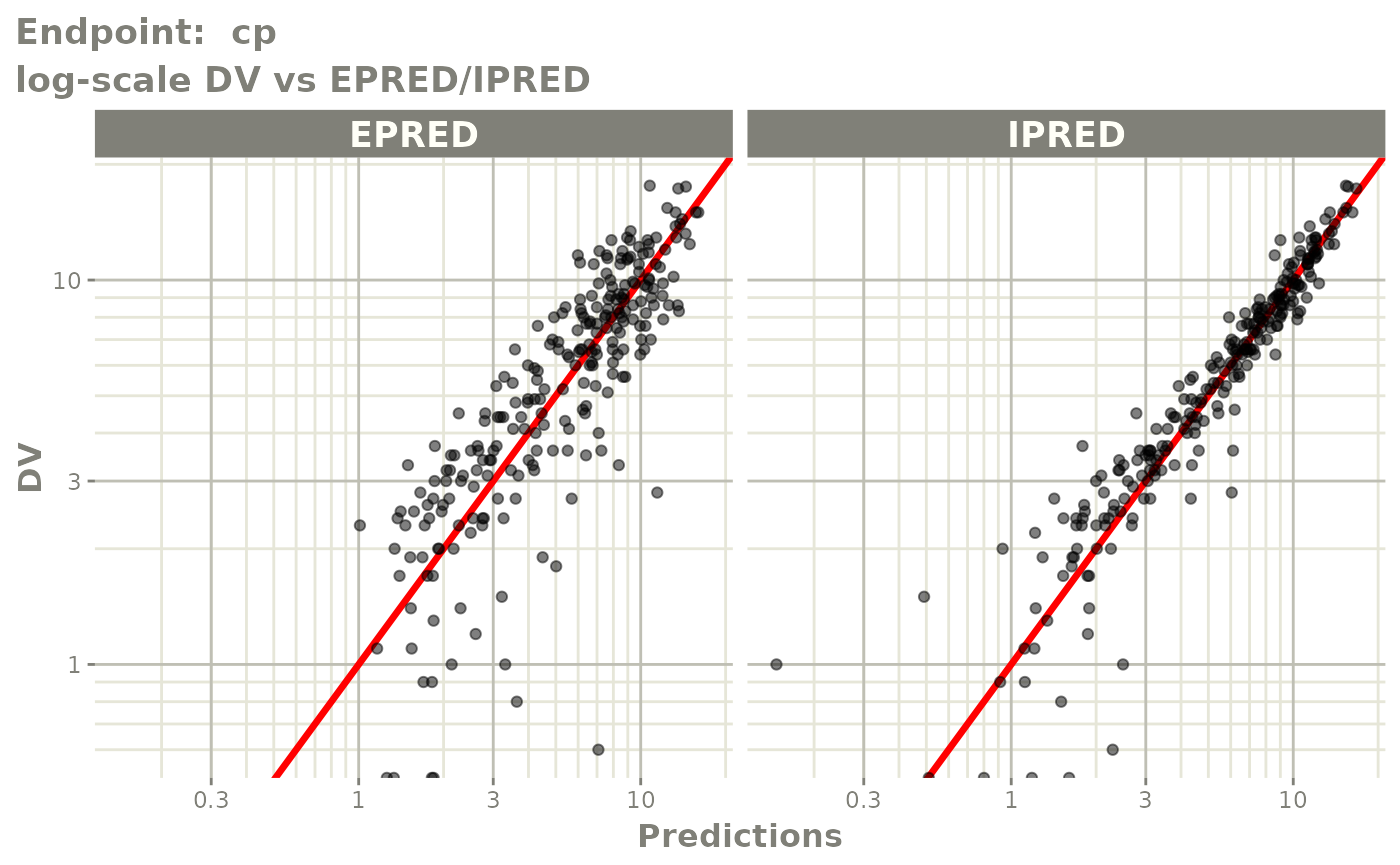 Endpoint:  cp
log-scale DV vs EPRED/IPRED
EPRED IPRED
DV
10
3
1
0.3 1 3 10 0.3 1 3 10
Predictions